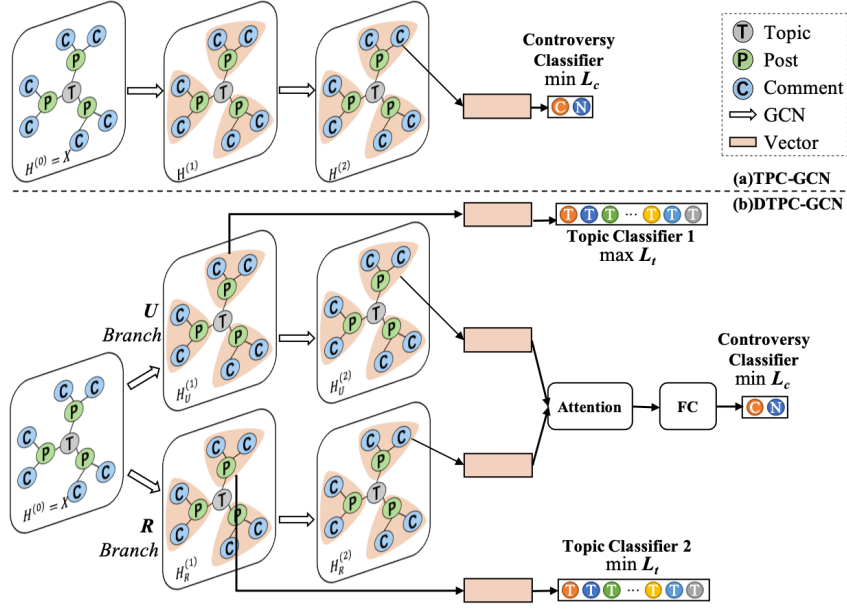 C C P T P P C C C C H^(0) = X
C C P T P P C C C C H^(1)
C C P T P P C C C C H^(2)
Controversy
Classifier
min L_c
C N
T Topic
P Post
C Comment
GCN
Vector
(a)TPC-GCN
(b)DTPC-GCN
T T T ··· T T T
Topic Classifier 1
max L_t
U
Branch
C C P T P P C C C C H_U^(1)
C C P T P P C C C C H_U^(2)
C C P T P P C C C C H^(0) = X
Attention
FC
Controversy
Classifier
min L_c
C N
R
Branch
C C P T P P C C C C H_R^(1)
C C P T P P C C C C H_R^(2)
Topic Classifier 2
min L_t
T T T ··· T T T